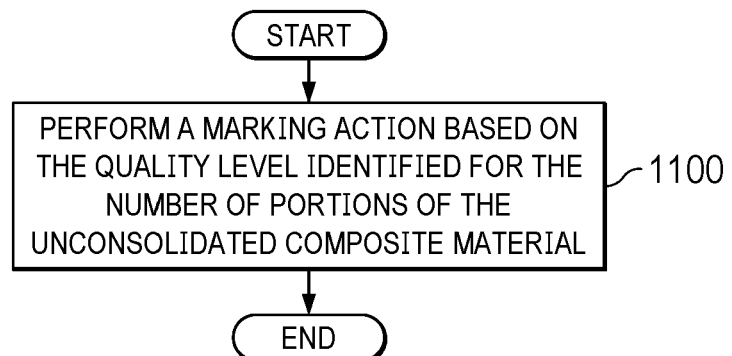 START
PERFORM A MARKING ACTION BASED ON
THE QUALITY LEVEL IDENTIFIED FOR THE
NUMBER OF PORTIONS OF THE
UNCONSOLIDATED COMPOSITE MATERIAL
1100
END